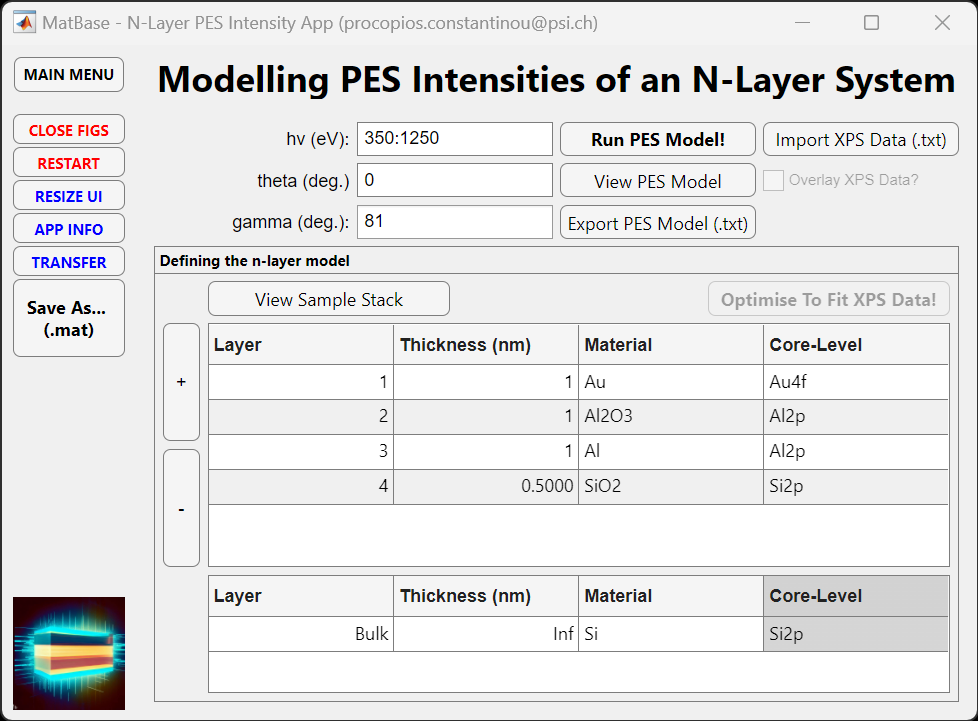 MatBase - N-Layer PES Intensity App (procopios.constantinou@psi.ch)
MAIN MENU
Modelling PES Intensities of an N-Layer System
CLOSE FIGS
RESTART
RESIZE UI
APP INFO
TRANSFER
Save As...
(.mat)
hv (eV): 350:1250 Run PES Model! Import XPS Data (.txt)
theta (deg.) 0 View PES Model Overlay XPS Data?
gamma (deg.): 81 Export PES Model (.txt)
Defining the n-layer model
View Sample Stack Optimise To Fit XPS Data!
+
-
Layer Thickness (nm) Material Core-Level
1 1 Au Au4f
2 1 Al2O3 Al2p
3 1 Al Al2p
4 0.5000 SiO2 Si2p
Layer Thickness (nm) Material Core-Level
Bulk Inf Si Si2p